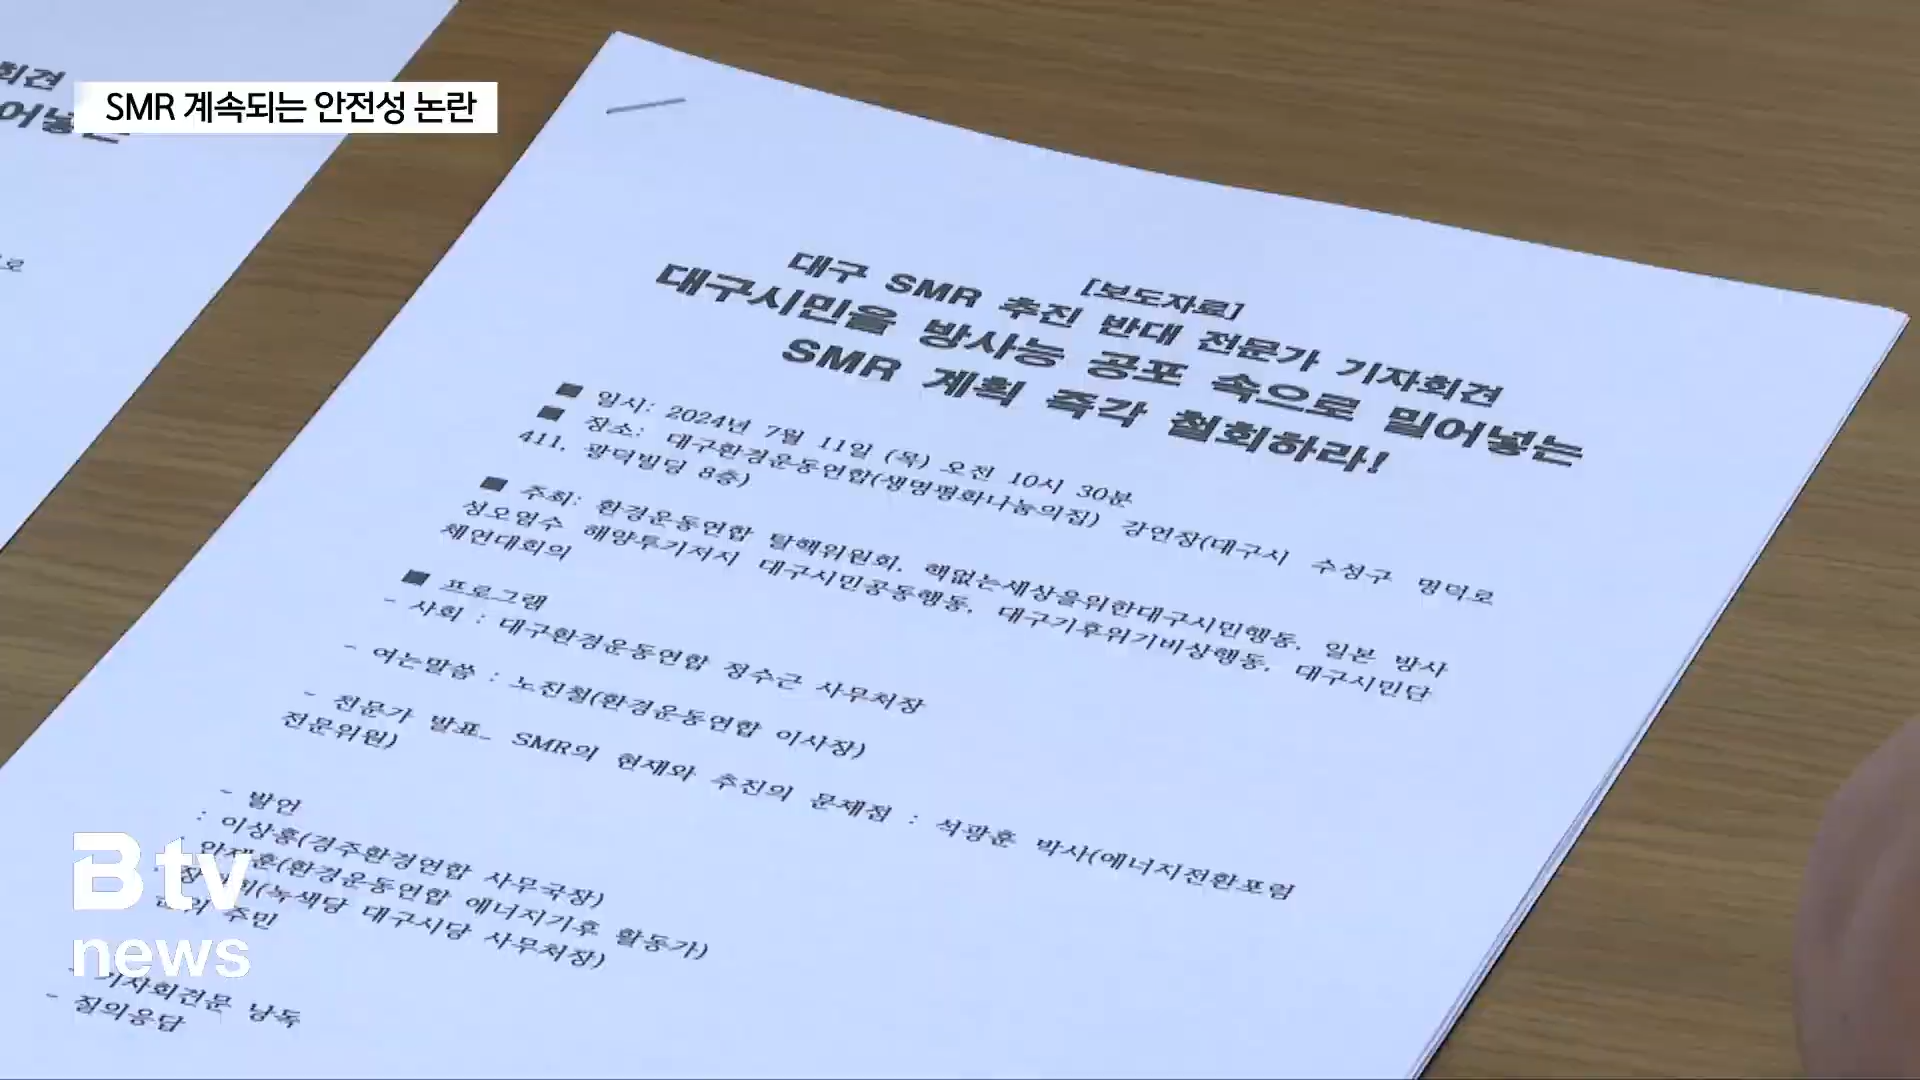 SMR 계속되는 안전성 논란
회견
어넣는
로
[보도자료]
대구 SMR 추진 반대 전문가 기자회견
대구시민을 방사능 공포 속으로 밀어넣는
SMR 계획 즉각 철회하라!
■ 일시: 2024년 7월 11일 (목) 오전 10시 30분
■ 장소: 대구환경운동연합(생명평화나눔의집) 강연장(대구시 수성구 명덕로
411, 광덕빌딩 8층)
■ 주최: 환경운동연합 탈핵위원회, 핵없는세상을위한대구시민행동, 일본 방사
성오염수 해양투기저지 대구시민공동행동, 대구기후위기비상행동, 대구시민단
체연대회의
■ 프로그램
- 사회 : 대구환경운동연합 정수근 사무처장
- 여는말씀 : 노진철(환경운동연합 이사장)
- 전문가 발표_ SMR의 현재와 추진의 문제점 : 석광훈 박사(에너지전환포럼
전문위원)
- 발언
: 이상홍(경주환경연합 사무국장)
: 안재훈(환경운동연합 에너지기후 활동가)
: 장 희(녹색당 대구시당 사무처장)
주민
- 기자회견문 낭독
- 질의응답
B tv
news